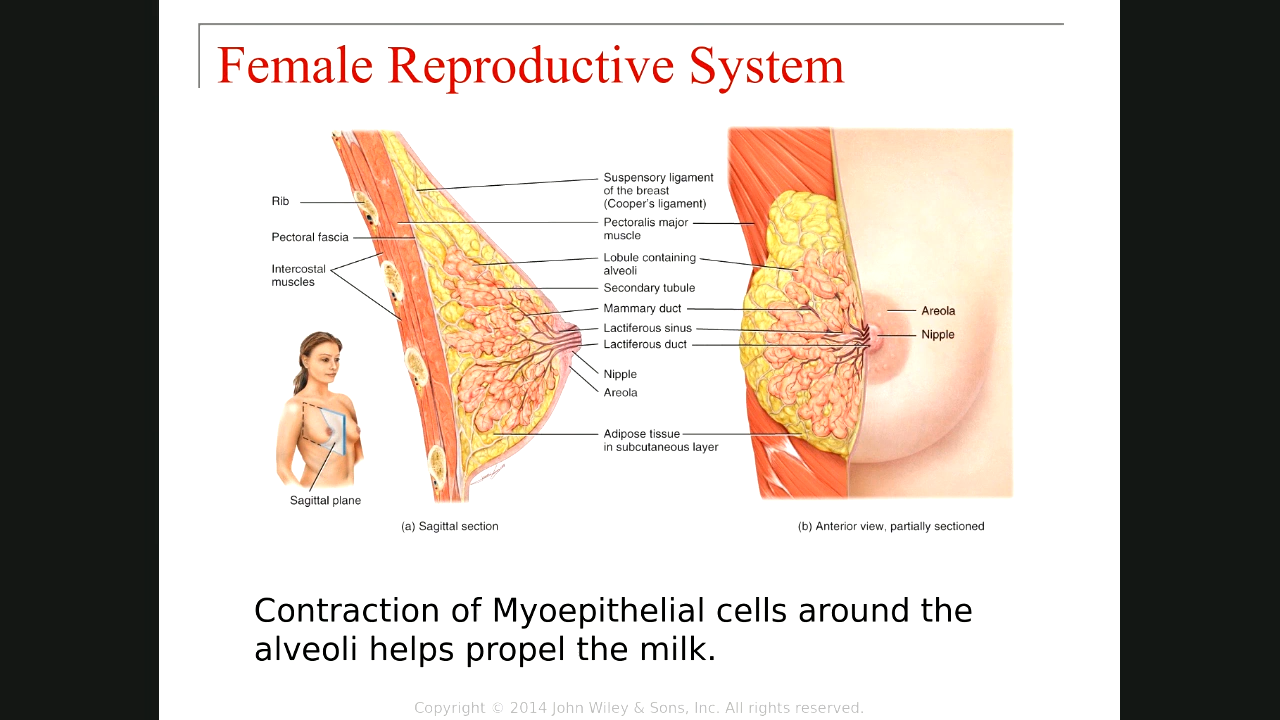 Female Reproductive System
Rib
Pectoral fascia
Intercostal
muscles
Sagittal plane
Suspensory ligament
of the breast
(Cooper's ligament)
Pectoralis major
muscle
Lobule containing
alveoli
Secondary tubule
Mammary duct
Lactiferous sinus
Lactiferous duct
Nipple
Areola
Adipose tissue
in subcutaneous layer
Areola
Nipple
(a) Sagittal section
(b) Anterior view, partially sectioned
Contraction of Myoepithelial cells around the
alveoli helps propel the milk.
Copyright © 2014 John Wiley & Sons, Inc. All rights reserved.